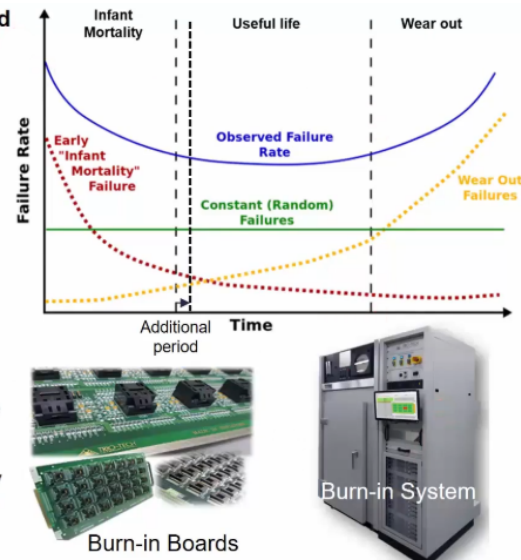 d
Infant
Mortality
Useful life
Wear out
Failure Rate
Early
"Infant
Mortality"
Failure
Observed Failure
Rate
Wear Out
Failures
Constant (Random)
Failures
Additional
period
Time
Burn-in System
Burn-in Boards